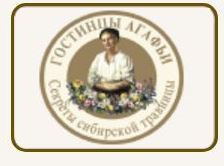 ГОСТИНЦЫ АГАФЬИ
Секреты сибирской травницы